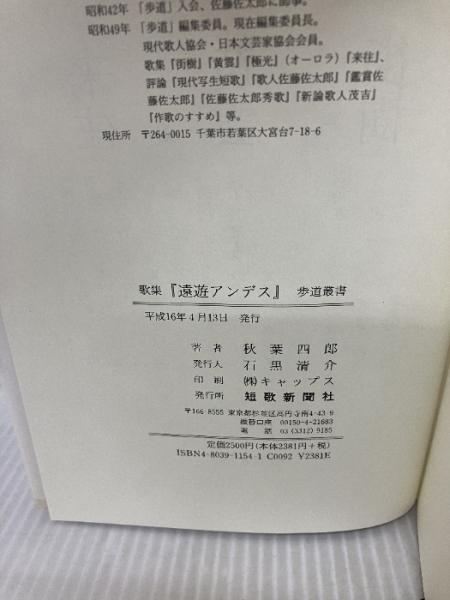 昭和42年 「歩道」入会、佐藤佐太郎に師事。
昭和49年 「歩道」編集委員。現在編集委員長。
現代歌人協会・日本文芸家協会会員。
歌集『街樹』『黄雲』『極光』(オーロラ)『来往』、
評論『現代写生短歌』『歌人佐藤佐太郎』『鑑賞佐
藤佐太郎』『佐藤佐太郎秀歌』『新論歌人茂吉』
『作歌のすすめ』等。
現住所 〒264-0015 千葉市若葉区大宮台7-18-6
歌集『遠遊アンデス』 歩道叢書
平成16年4月13日 発行
著者 秋葉四郎
発行人 石黒清介
印刷 ㈱キャップス
発行所 短歌新聞社
〒166-8555 東京都杉並区高円寺南4-43-9
振替口座 00150-4-21683
電話 03(3312)9185
定価2500円(本体2381円+税)
ISBN4-8039-1154-1 C0092 Y2381E